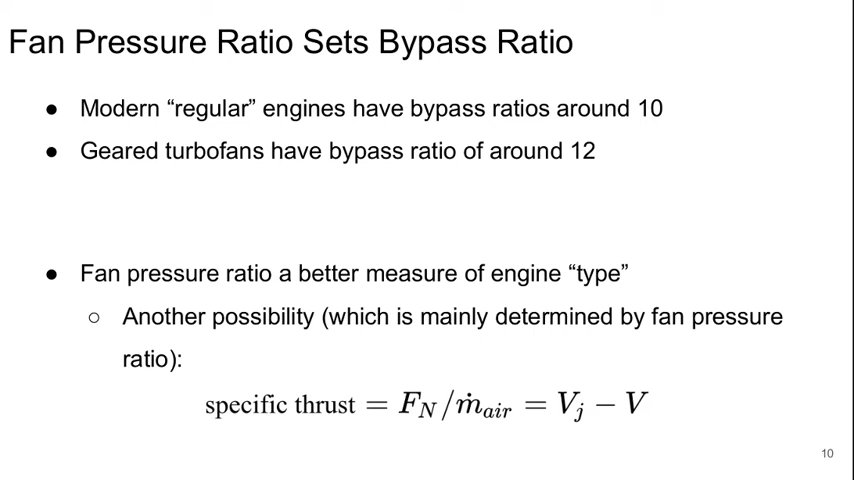 Fan Pressure Ratio Sets Bypass Ratio
● Modern “regular” engines have bypass ratios around 10
● Geared turbofans have bypass ratio of around 12
● Fan pressure ratio a better measure of engine “type”
○ Another possibility (which is mainly determined by fan pressure
ratio):
specific thrust = F_N/ṁ_air = V_j − V
10